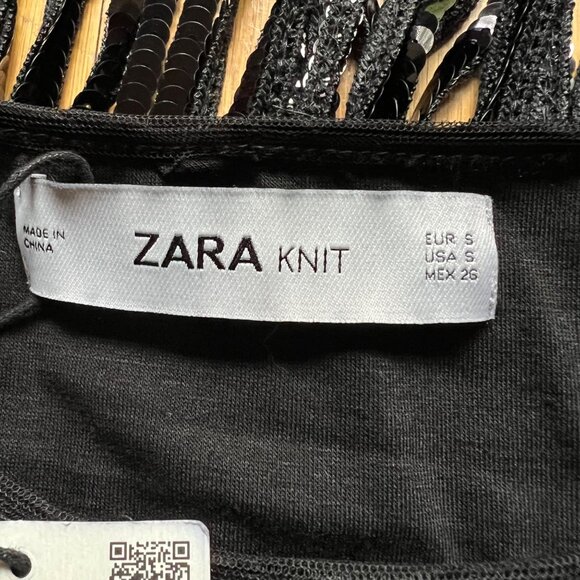 MADE IN
CHINA
ZARA KNIT
EUR S
USA S
MEX 26